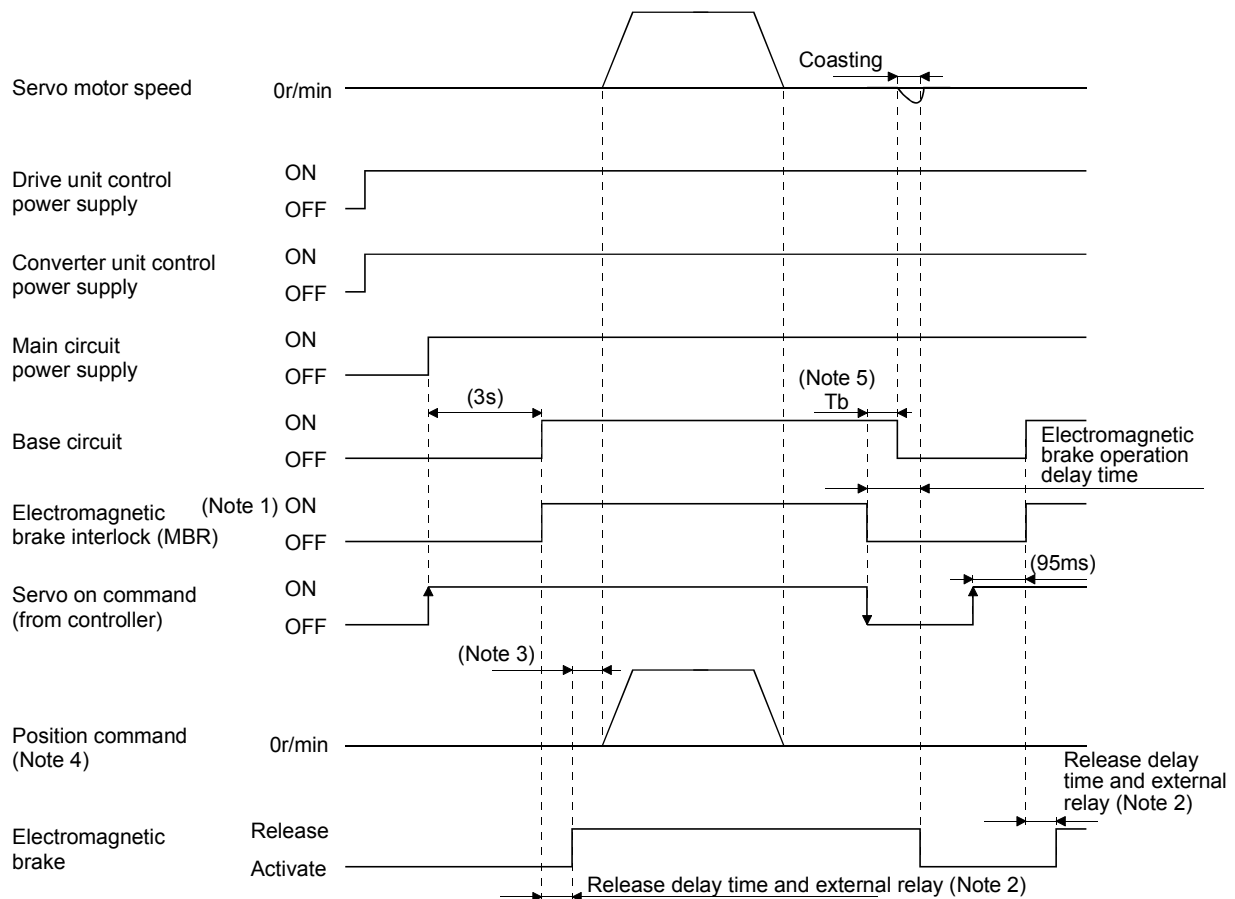 Coasting
Servo motor speed
0r/min
Drive unit control
power supply
ON
OFF
Converter unit control
power supply
ON
OFF
Main circuit
power supply
ON
OFF
(3s)
(Note 5)
Tb
Base circuit
ON
OFF
Electromagnetic
brake operation
delay time
Electromagnetic
brake interlock (MBR)
(Note 1) ON
OFF
(95ms)
Servo on command
(from controller)
ON
OFF
(Note 3)
Position command
(Note 4)
0r/min
Release delay
time and external
relay (Note 2)
Electromagnetic
brake
Release
Activate
Release delay time and external relay (Note 2)